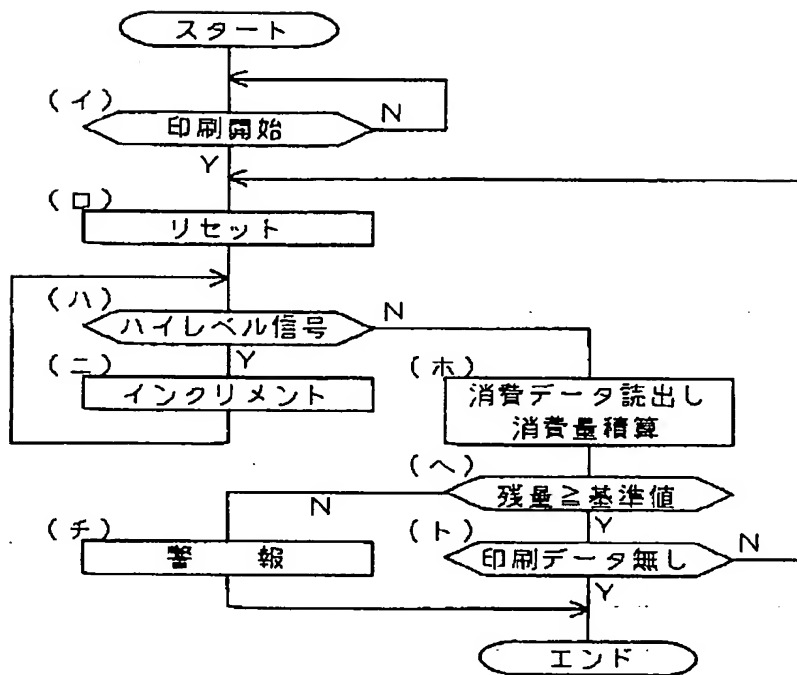 スタート
(イ)
印刷開始
N
Y
(ロ)
リセット
(ハ)
ハイレベル信号
N
Y
(ニ)
インクリメント
(ホ)
消費データ読出し
消費量積算
(ヘ)
残量≧基準値
N
Y
(チ)
警 報
(ト)
印刷データ無し
N
Y
エンド